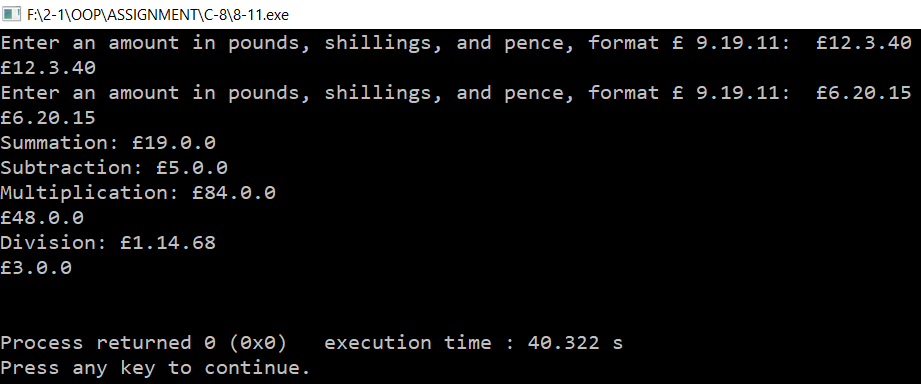 F:\2-1\OOP\ASSIGNMENT\C-8\8-11.exe
Enter an amount in pounds, shillings, and pence, format £ 9.19.11:  £12.3.40
£12.3.40
Enter an amount in pounds, shillings, and pence, format £ 9.19.11:  £6.20.15
£6.20.15
Summation: £19.0.0
Subtraction: £5.0.0
Multiplication: £84.0.0
£48.0.0
Division: £1.14.68
£3.0.0
Process returned 0 (0x0)   execution time : 40.322 s
Press any key to continue.